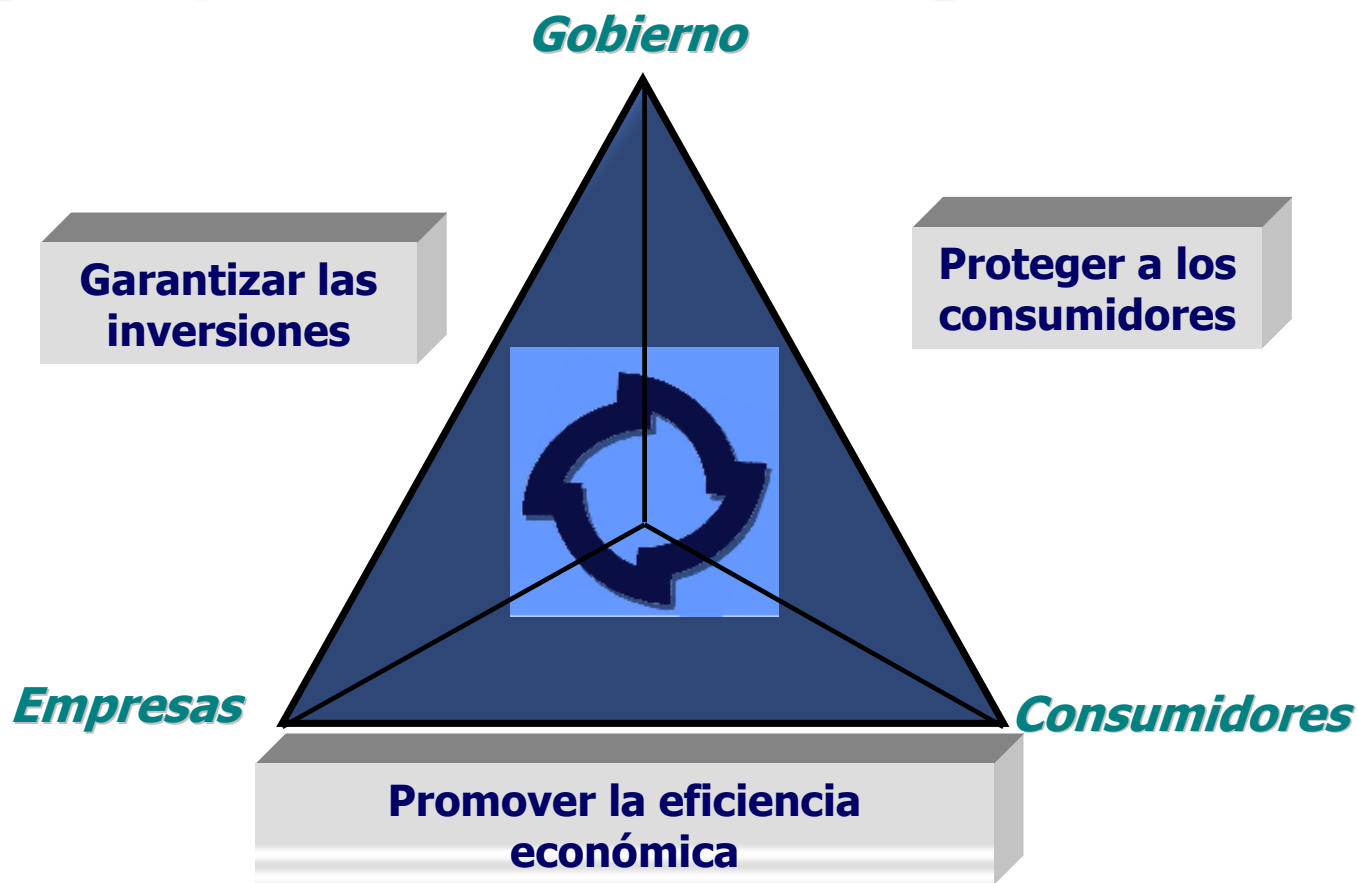 Gobierno
Garantizar las
inversiones
Proteger a los
consumidores
Empresas
Consumidores
Promover la eficiencia
económica